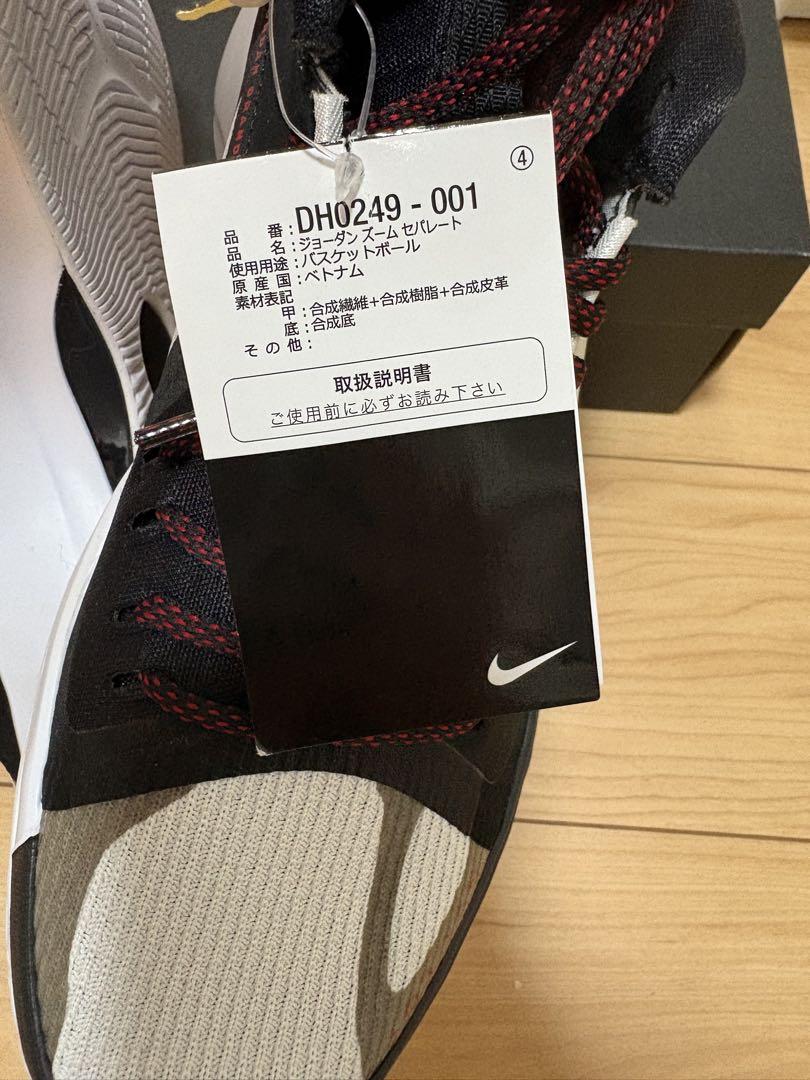 ④
品 番:DH0249 - 001
品 名:ジョーダン ズーム セパレート
使用用途:バスケットボール
原 産 国:ベトナム
素材表記
甲:合成繊維+合成樹脂+合成皮革
底:合成底
そ の 他:
取扱説明書
ご使用前に必ずお読み下さい